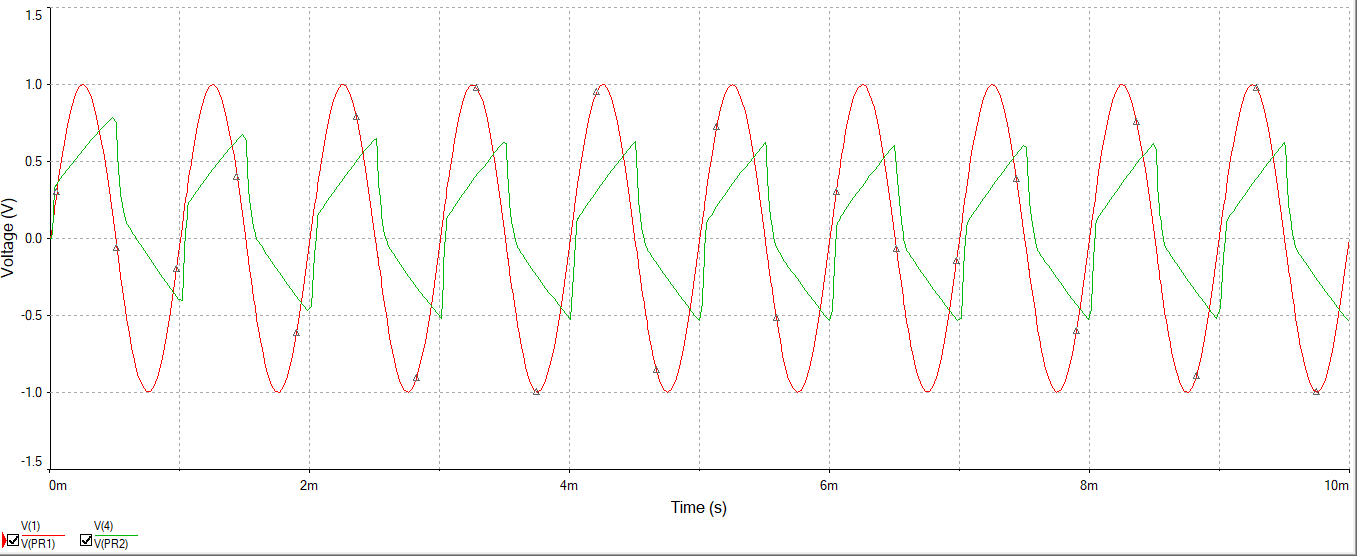 1.5
1.0
0.5
0.0
-0.5
-1.0
-1.5
Voltage (V)
0m 2m 4m 6m 8m 10m
Time (s)
V(1) V(4)
V(PR1) V(PR2)